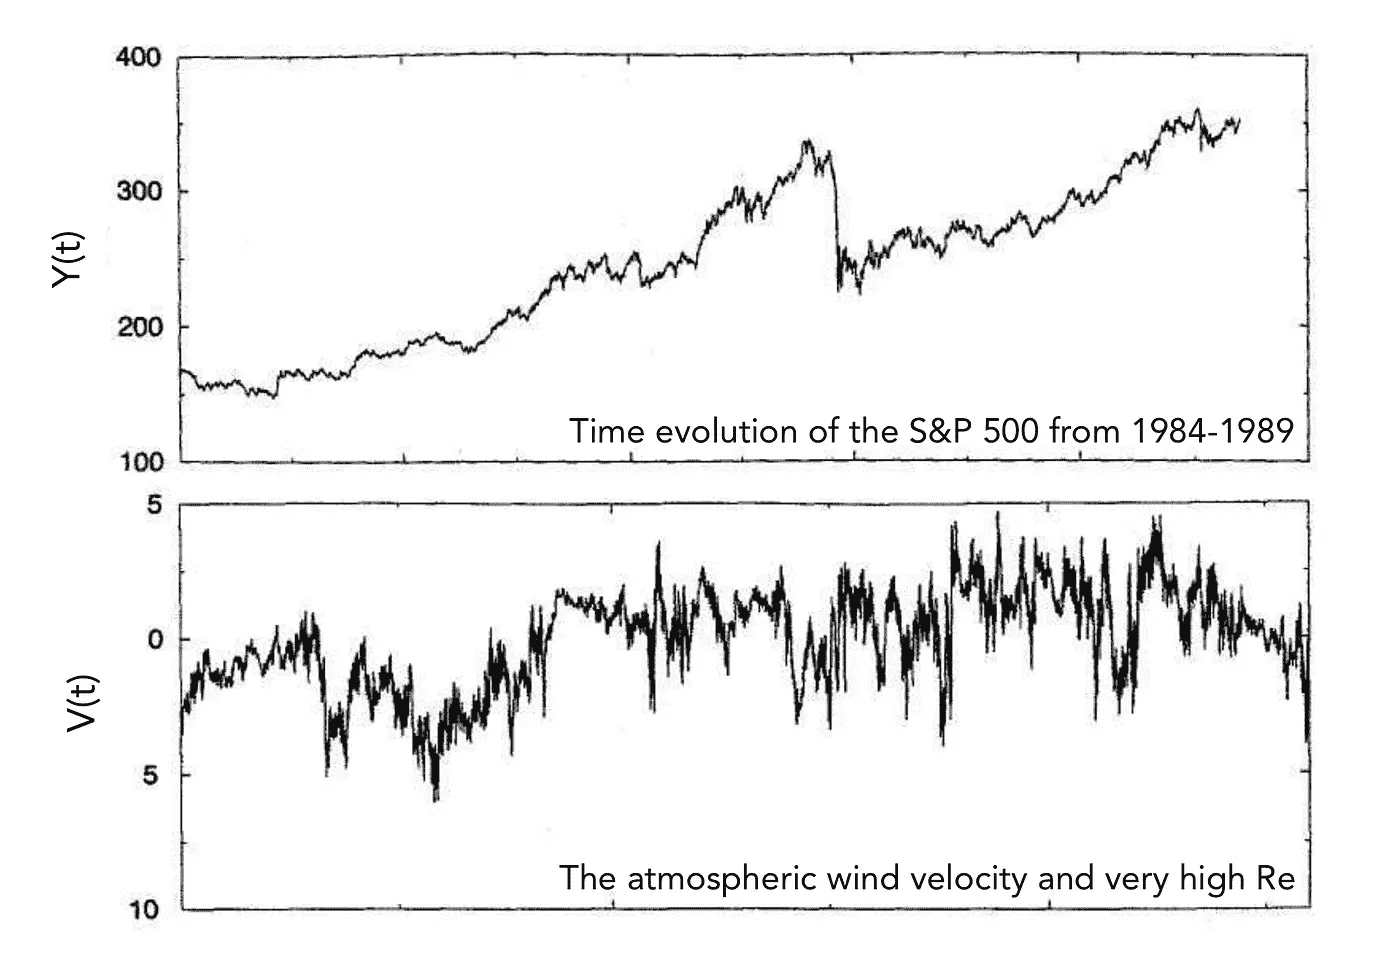 400
300
200
100
Y(t)
Time evolution of the S&P 500 from 1984-1989
5
0
5
10
V(t)
The atmospheric wind velocity and very high Re